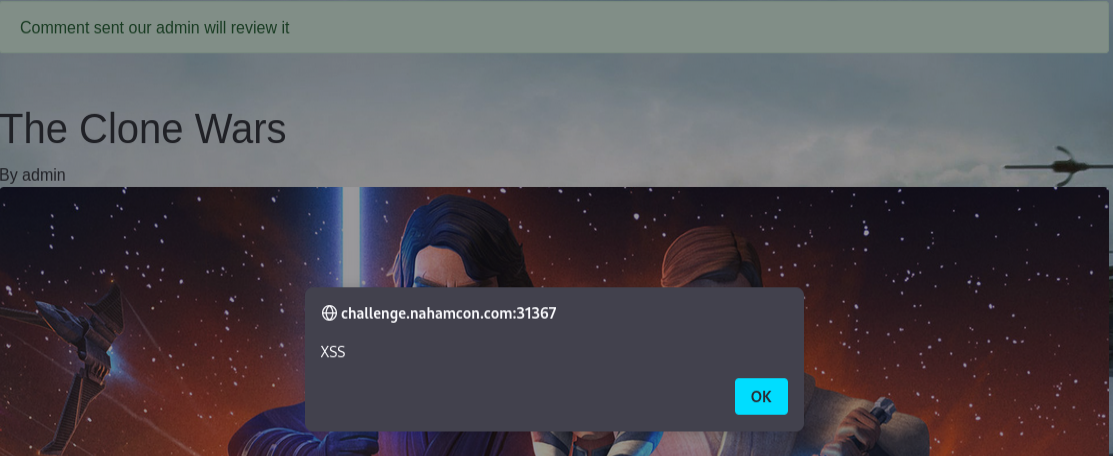 Comment sent our admin will review it
The Clone Wars
By admin
challenge.nahamcon.com:31367
XSS
OK